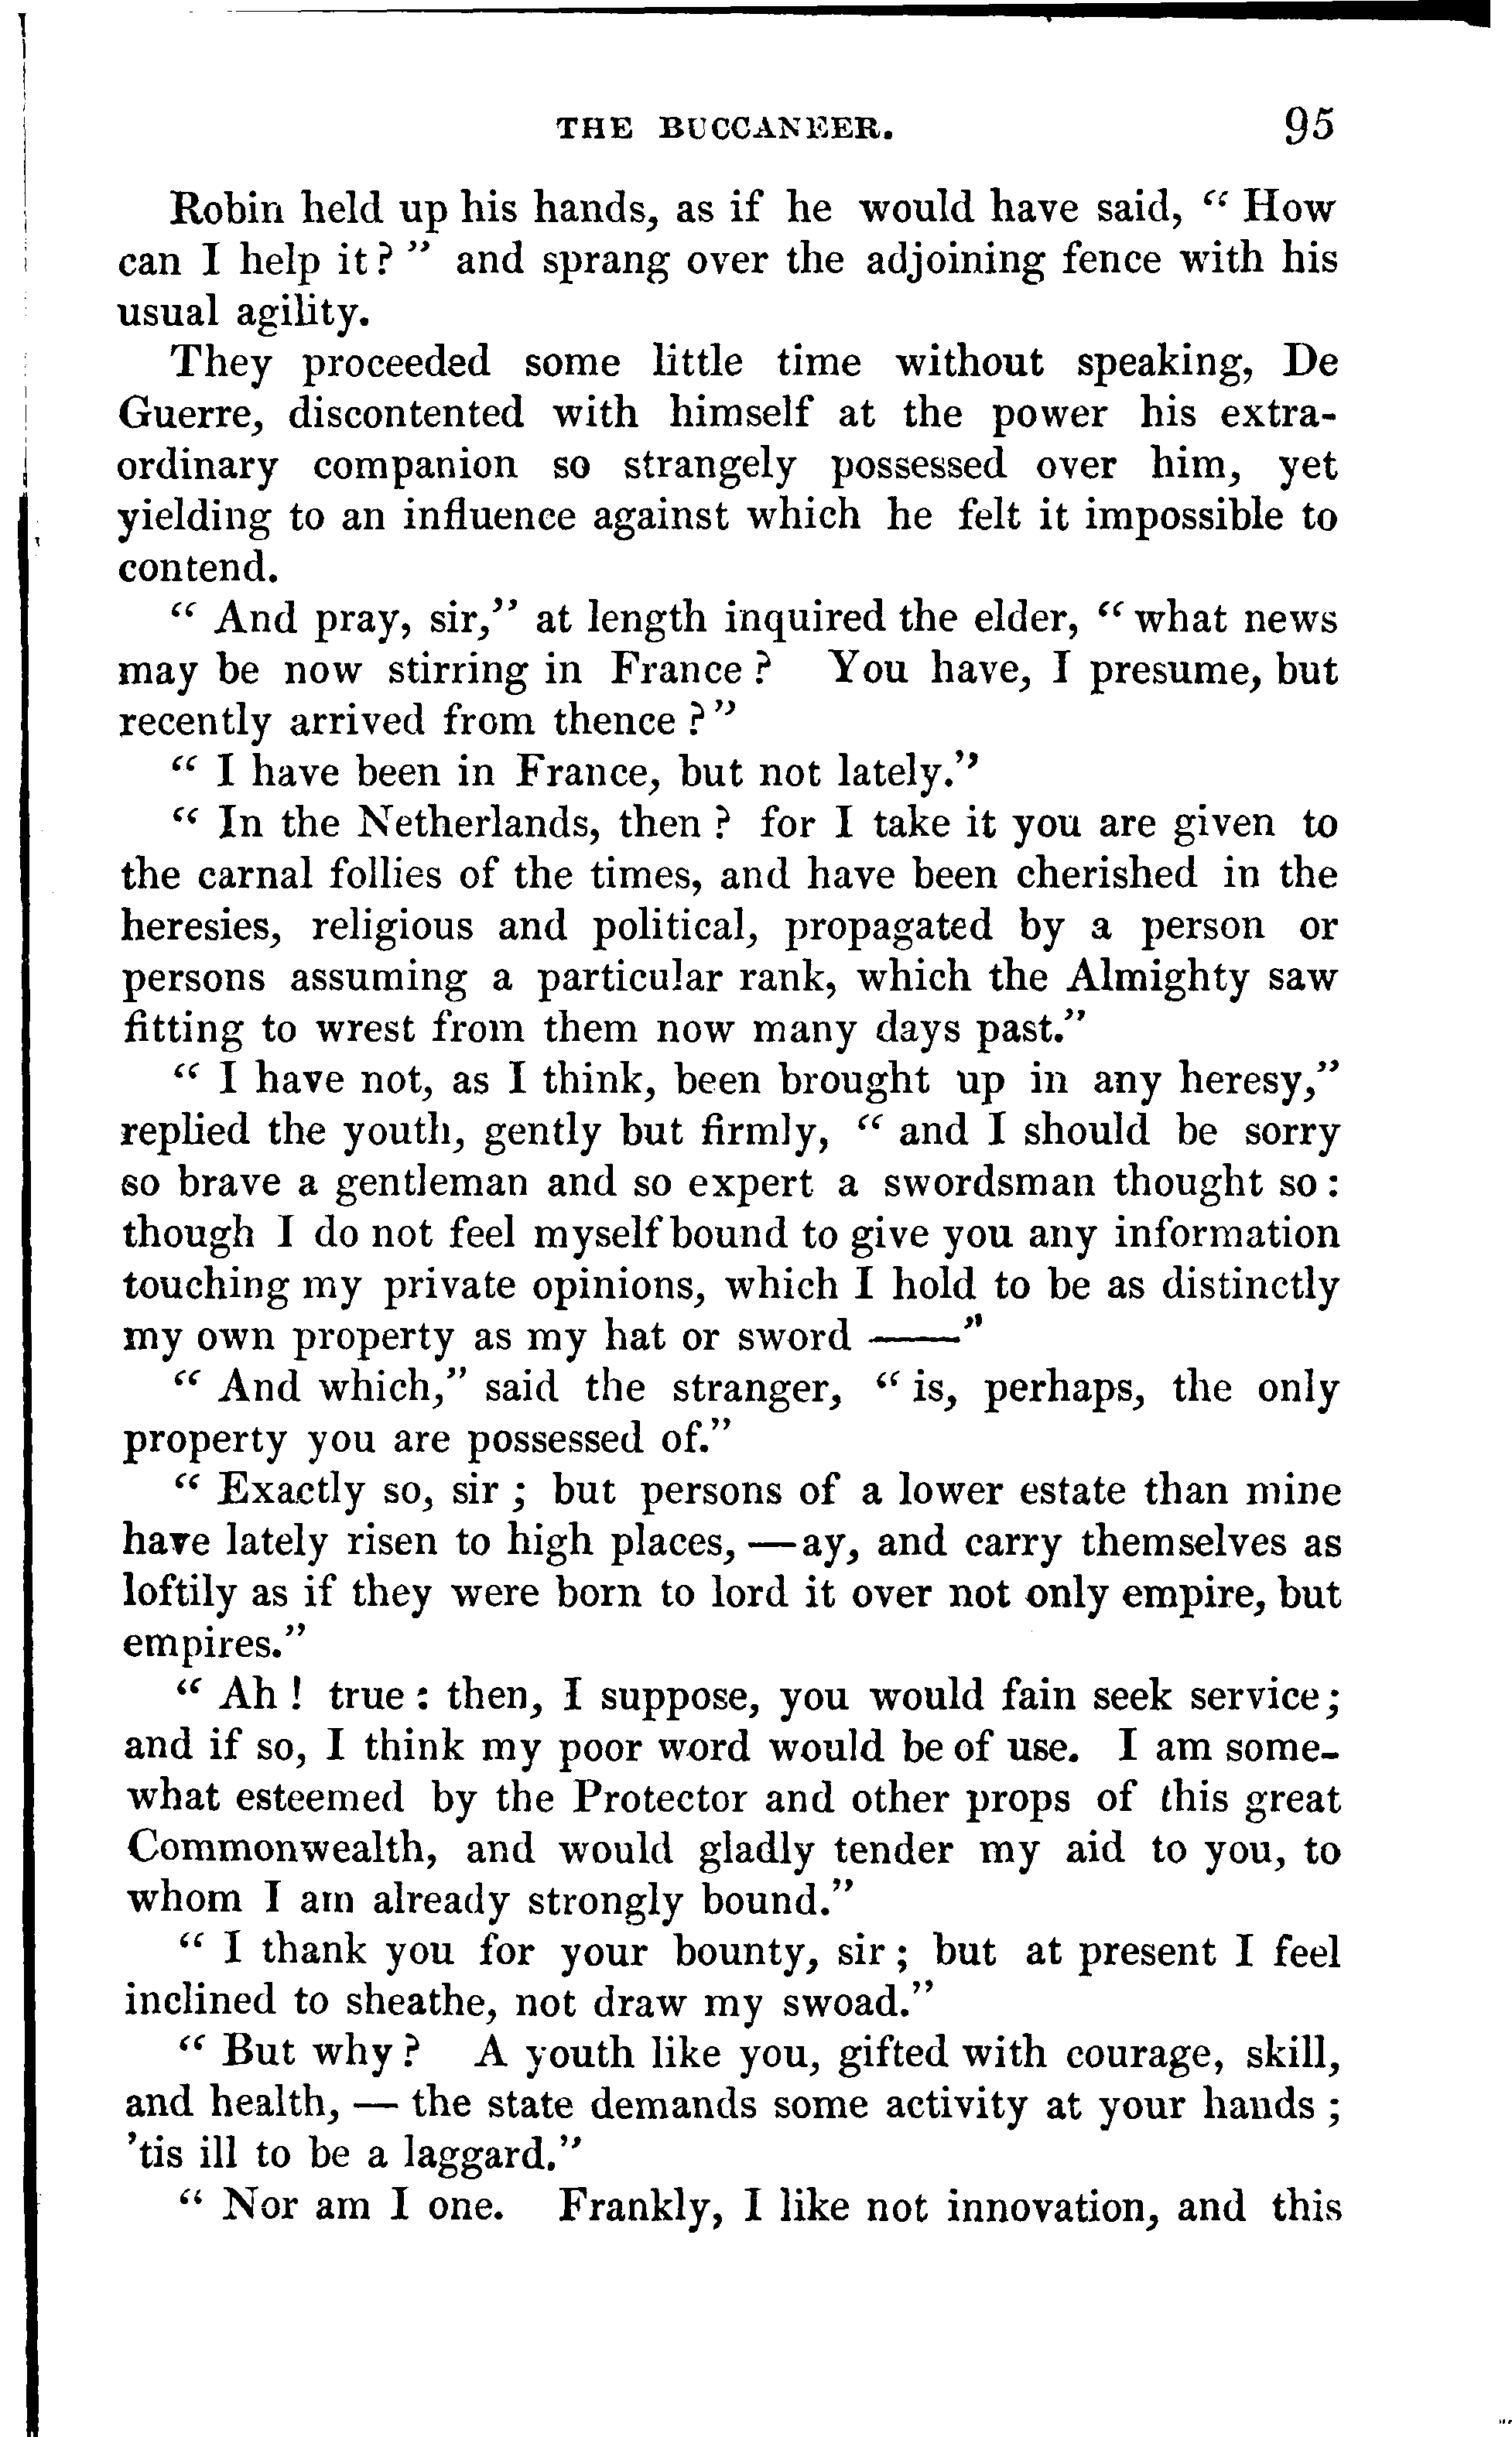 THE BUCCANEER. 95
Robin held up his hands, as if he would have said, “ How
can I help it? ” and sprang over the adjoining fence with his
usual agility.
They proceeded some little time without speaking, De
Guerre, discontented with himself at the power his extra-
ordinary companion so strangely possessed over him, yet
yielding to an influence against which he felt it impossible to
contend.
“ And pray, sir,” at length inquired the elder, “ what news
may be now stirring in France ? You have, I presume, but
recently arrived from thence ?”
“ I have been in France, but not lately.”
“ In the Netherlands, then ? for I take it you are given to
the carnal follies of the times, and have been cherished in the
heresies, religious and political, propagated by a person or
persons assuming a particular rank, which the Almighty saw
fitting to wrest from them now many days past.”
“ I have not, as I think, been brought up in any heresy,”
replied the youth, gently but firmly, “ and I should be sorry
so brave a gentleman and so expert a swordsman thought so :
though I do not feel myself bound to give you any information
touching my private opinions, which I hold to be as distinctly
my own property as my hat or sword ——”
“ And which,” said the stranger, “ is, perhaps, the only
property you are possessed of.”
“ Exactly so, sir ; but persons of a lower estate than mine
have lately risen to high places, — ay, and carry themselves as
loftily as if they were born to lord it over not only empire, but
empires.”
“ Ah ! true : then, I suppose, you would fain seek service;
and if so, I think my poor word would be of use. I am some-
what esteemed by the Protector and other props of this great
Commonwealth, and would gladly tender my aid to you, to
whom I am already strongly bound.”
“ I thank you for your bounty, sir ; but at present I feel
inclined to sheathe, not draw my swoad.”
“ But why ? A youth like you, gifted with courage, skill,
and health, — the state demands some activity at your hands ;
’tis ill to be a laggard.”
“ Nor am I one. Frankly, I like not innovation, and this